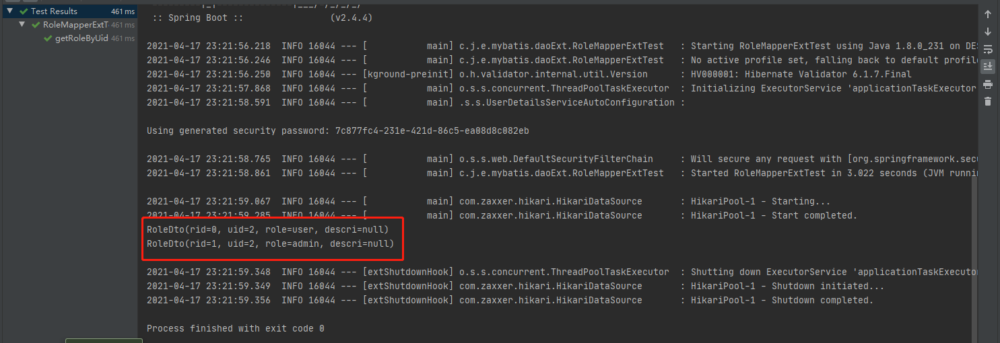 Test Results 461 ms
RoleMapperExtT 461 ms
getRoleByUid 461 ms
:: Spring Boot :: (v2.4.4)
2021-04-17 23:21:56.218 INFO 16044 --- [ main] c.j.e.mybatis.daoExt.RoleMapperExtTest : Starting RoleMapperExtTest using Java 1.8.0_231 on DES
2021-04-17 23:21:56.246 INFO 16044 --- [ main] c.j.e.mybatis.daoExt.RoleMapperExtTest : No active profile set, falling back to default profile
2021-04-17 23:21:56.250 INFO 16044 --- [kground-preinit] o.h.validator.internal.util.Version : HV000001: Hibernate Validator 6.1.7.Final
2021-04-17 23:21:57.868 INFO 16044 --- [ main] o.s.s.concurrent.ThreadPoolTaskExecutor : Initializing ExecutorService 'applicationTaskExecutor
2021-04-17 23:21:58.591 INFO 16044 --- [ main] .s.s.UserDetailsServiceAutoConfiguration :
Using generated security password: 7c877fc4-231e-421d-86c5-ea08d8c082eb
2021-04-17 23:21:58.765 INFO 16044 --- [ main] o.s.s.web.DefaultSecurityFilterChain : Will secure any request with [org.springframework.secu
2021-04-17 23:21:58.861 INFO 16044 --- [ main] c.j.e.mybatis.daoExt.RoleMapperExtTest : Started RoleMapperExtTest in 3.022 seconds (JVM runnin
2021-04-17 23:21:59.067 INFO 16044 --- [ main] com.zaxxer.hikari.HikariDataSource : HikariPool-1 - Starting...
2021-04-17 23:21:59.285 INFO 16044 --- [ main] com.zaxxer.hikari.HikariDataSource : HikariPool-1 - Start completed.
RoleDto(rid=0, uid=2, role=user, descri=null)
RoleDto(rid=1, uid=2, role=admin, descri=null)
2021-04-17 23:21:59.348 INFO 16044 --- [extShutdownHook] o.s.s.concurrent.ThreadPoolTaskExecutor : Shutting down ExecutorService 'applicationTaskExecutor
2021-04-17 23:21:59.349 INFO 16044 --- [extShutdownHook] com.zaxxer.hikari.HikariDataSource : HikariPool-1 - Shutdown initiated...
2021-04-17 23:21:59.356 INFO 16044 --- [extShutdownHook] com.zaxxer.hikari.HikariDataSource : HikariPool-1 - Shutdown completed.
Process finished with exit code 0